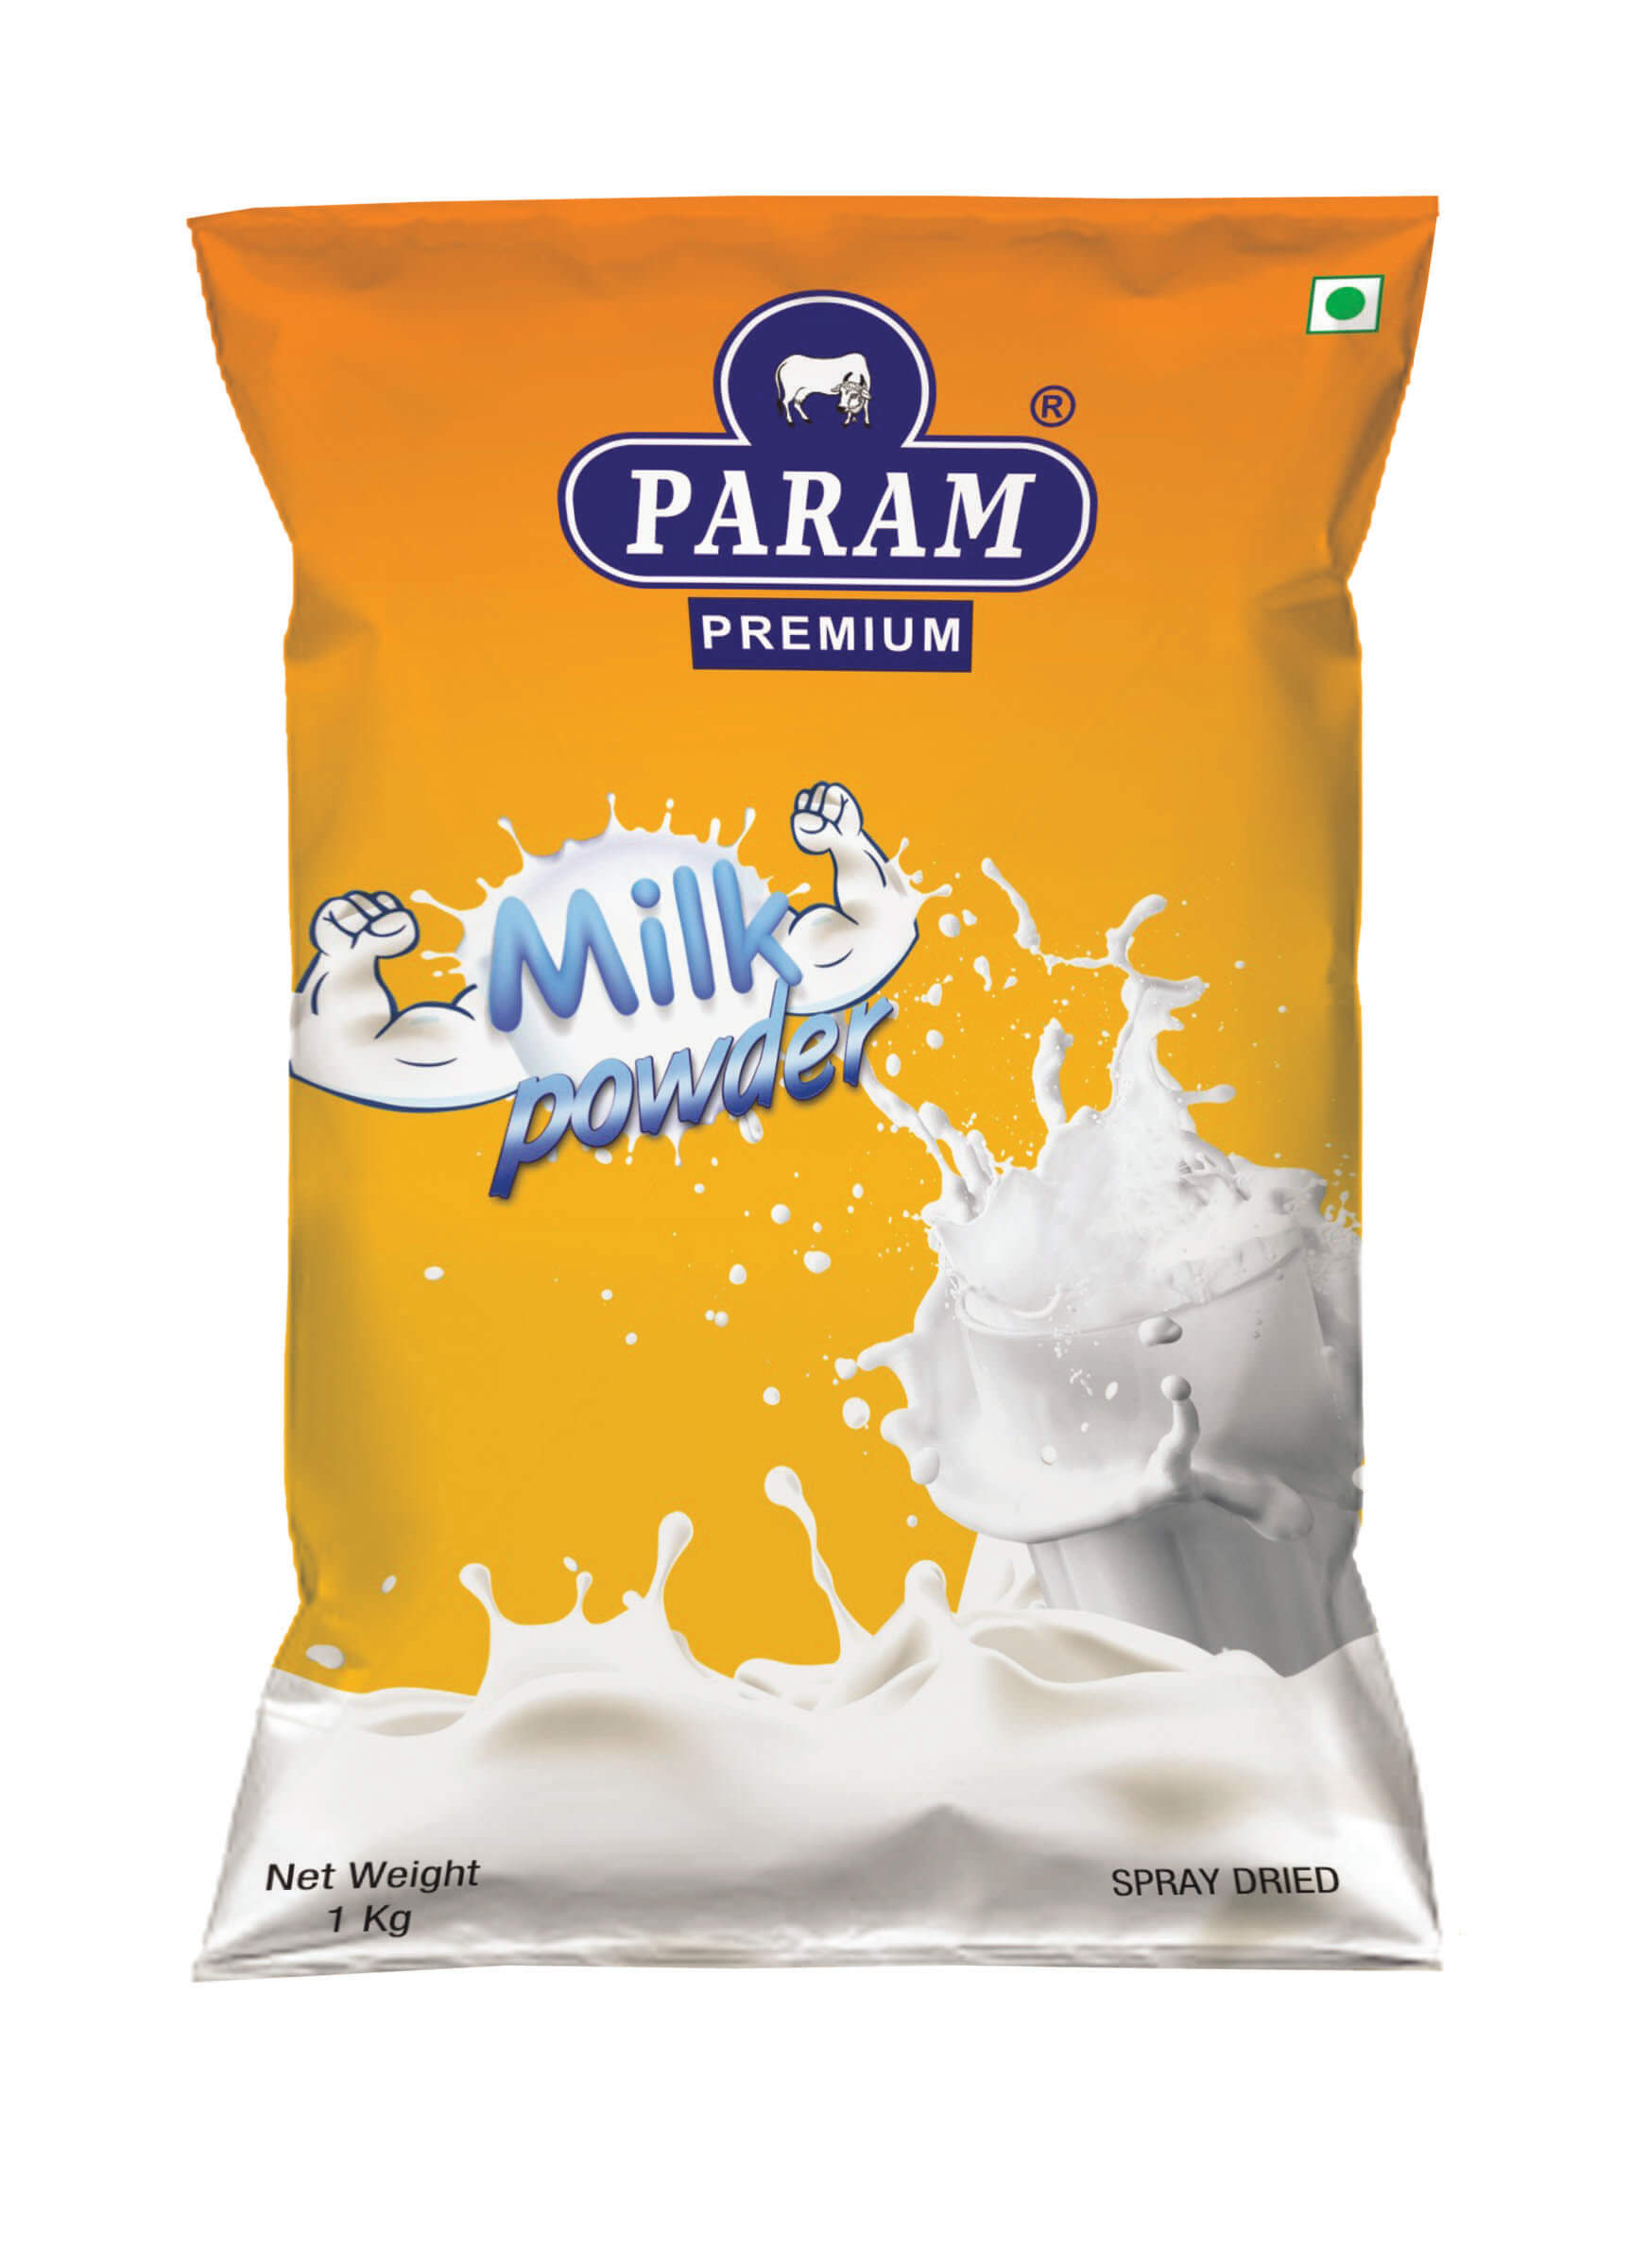 ®
PARAM
PREMIUM
Milk
powder
Net Weight
1 Kg
SPRAY DRIED